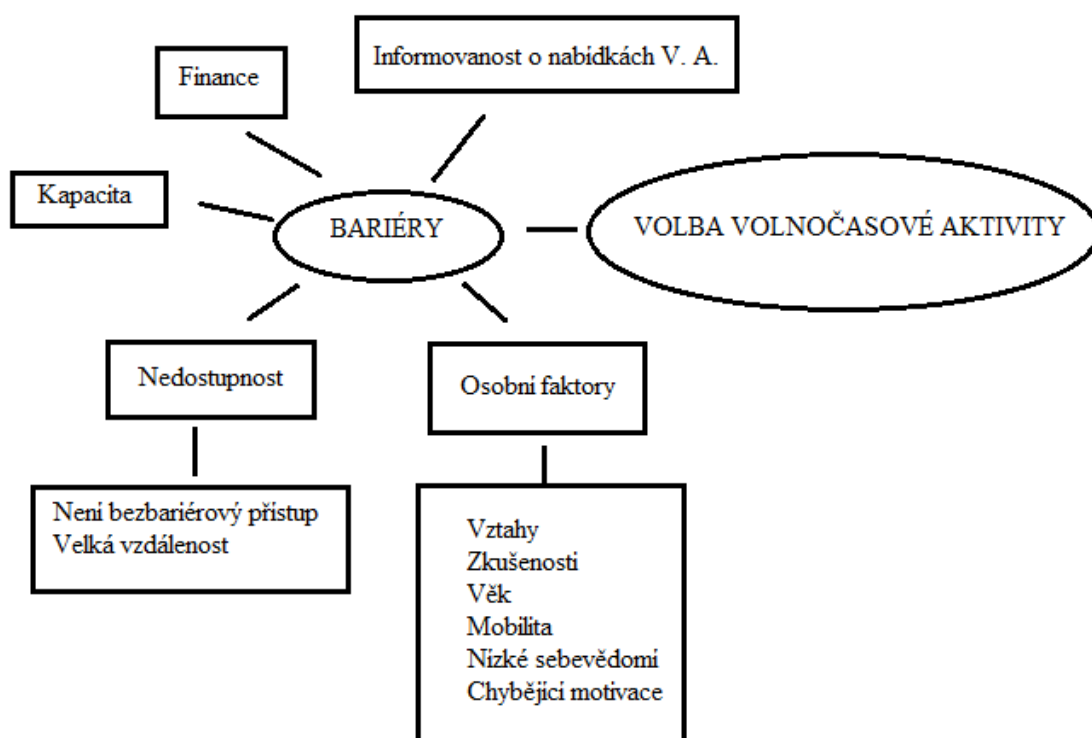 Informovanost o nabídkách V. A.
Finance
Kapacita
BARIÉRY
VOLBA VOLNOČASOVÉ AKTIVITY
Nedostupnost
Osobní faktory
Není bezbariérový přístup
Velká vzdálenost
Vztahy
Zkušenosti
Věk
Mobilita
Nízké sebevědomí
Chybějící motivace